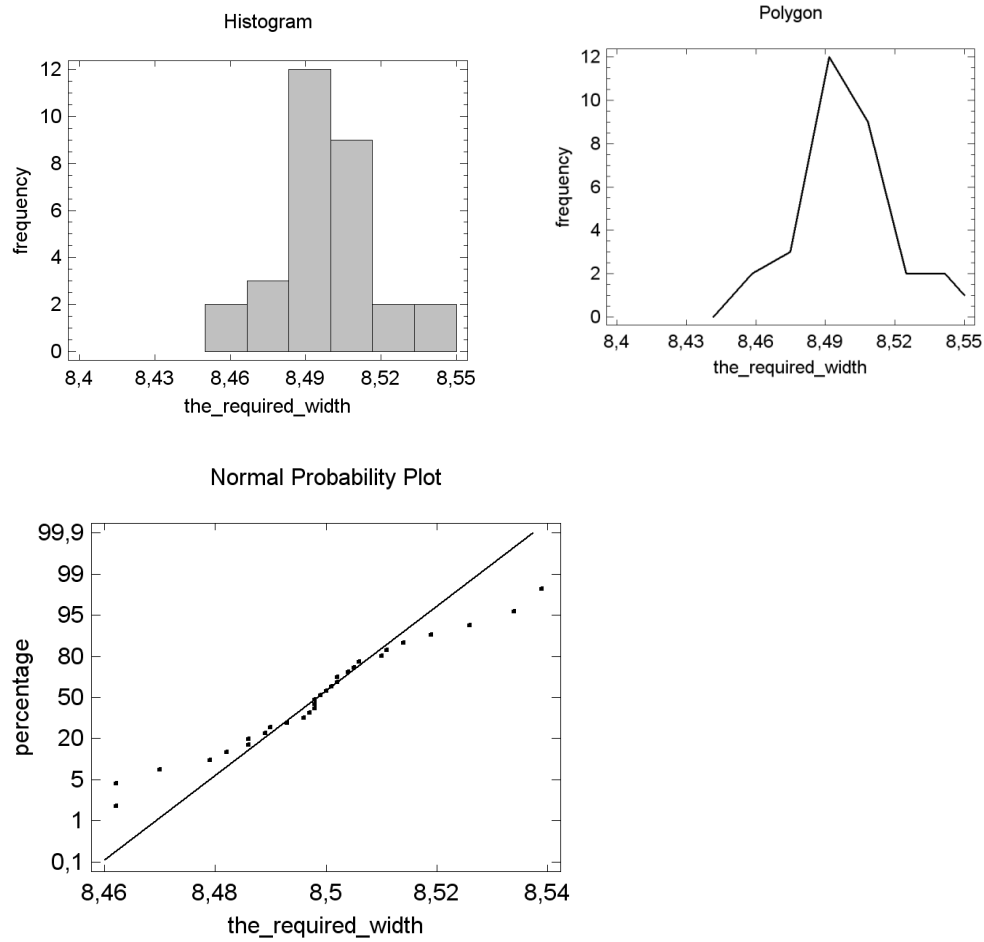 Histogram
12
10
8
6
4
2
0
frequency
8,4 8,43 8,46 8,49 8,52 8,55
the_required_width
Polygon
12
10
8
6
4
2
0
frequency
8,4 8,43 8,46 8,49 8,52 8,55
the_required_width
Normal Probability Plot
99,9
99
95
80
50
20
5
1
0,1
percentage
8,46 8,48 8,5 8,52 8,54
the_required_width